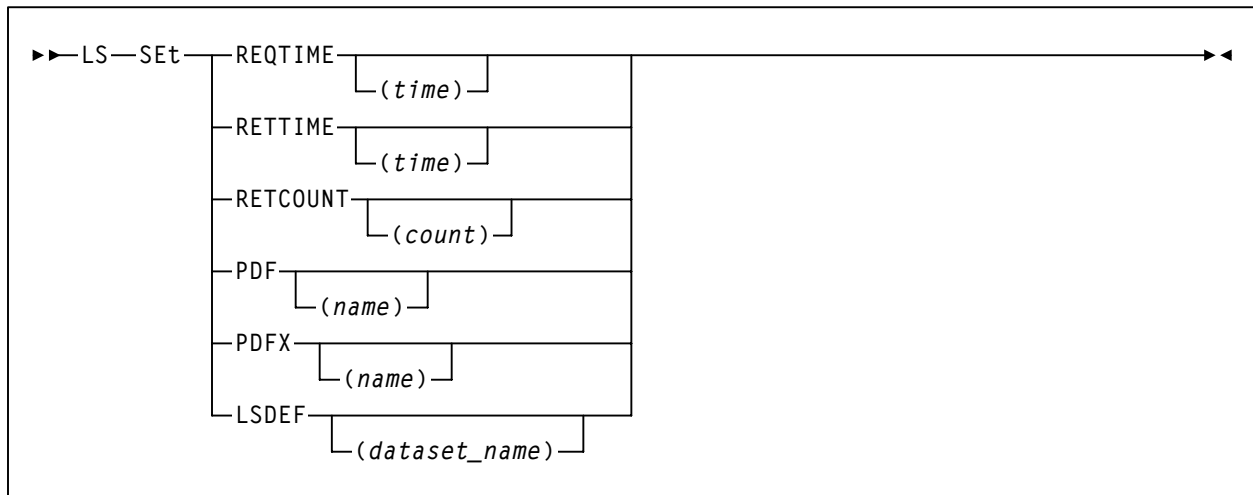 LS SEt REQTIME
(time)
RETTIME
(time)
RETCOUNT
(count)
PDF
(name)
PDFX
(name)
LSDEF
(dataset_name)